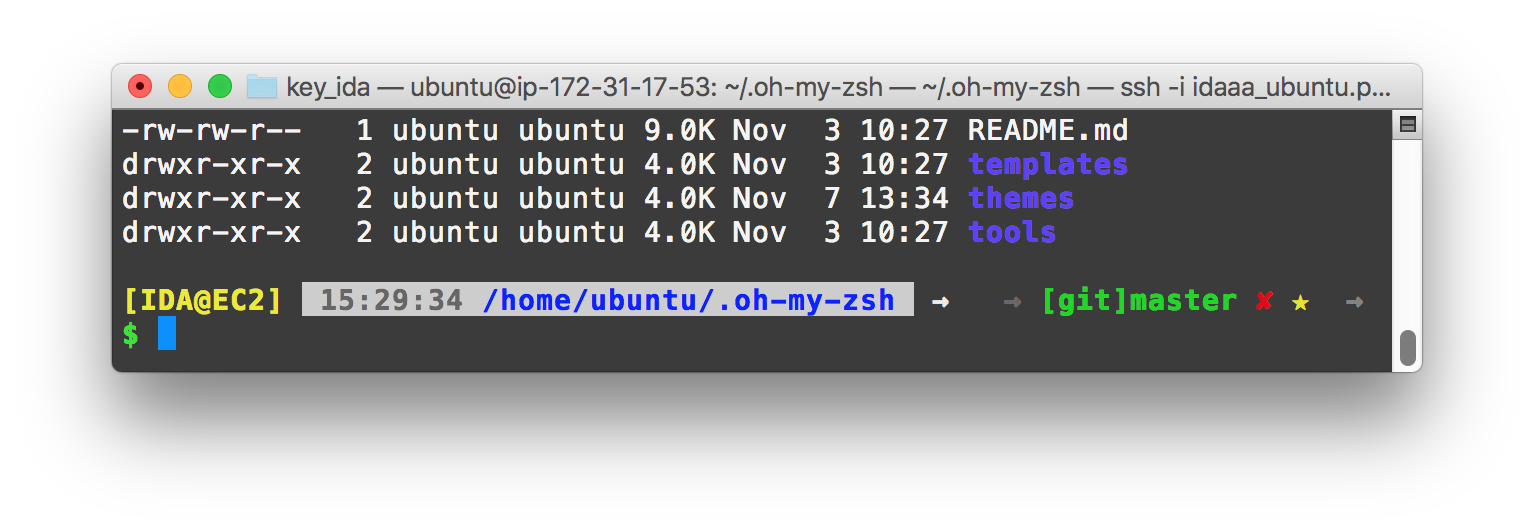 key_ida — ubuntu@ip-172-31-17-53: ~/.oh-my-zsh — ~/.oh-my-zsh — ssh -i idaaa_ubuntu.p...
-rw-rw-r--   1 ubuntu ubuntu 9.0K Nov  3 10:27 README.md
drwxr-xr-x   2 ubuntu ubuntu 4.0K Nov  3 10:27 templates
drwxr-xr-x   2 ubuntu ubuntu 4.0K Nov  7 13:34 themes
drwxr-xr-x   2 ubuntu ubuntu 4.0K Nov  3 10:27 tools
[IDA@EC2]  15:29:34 /home/ubuntu/.oh-my-zsh  →   → [git]master ✘ ★  →
$